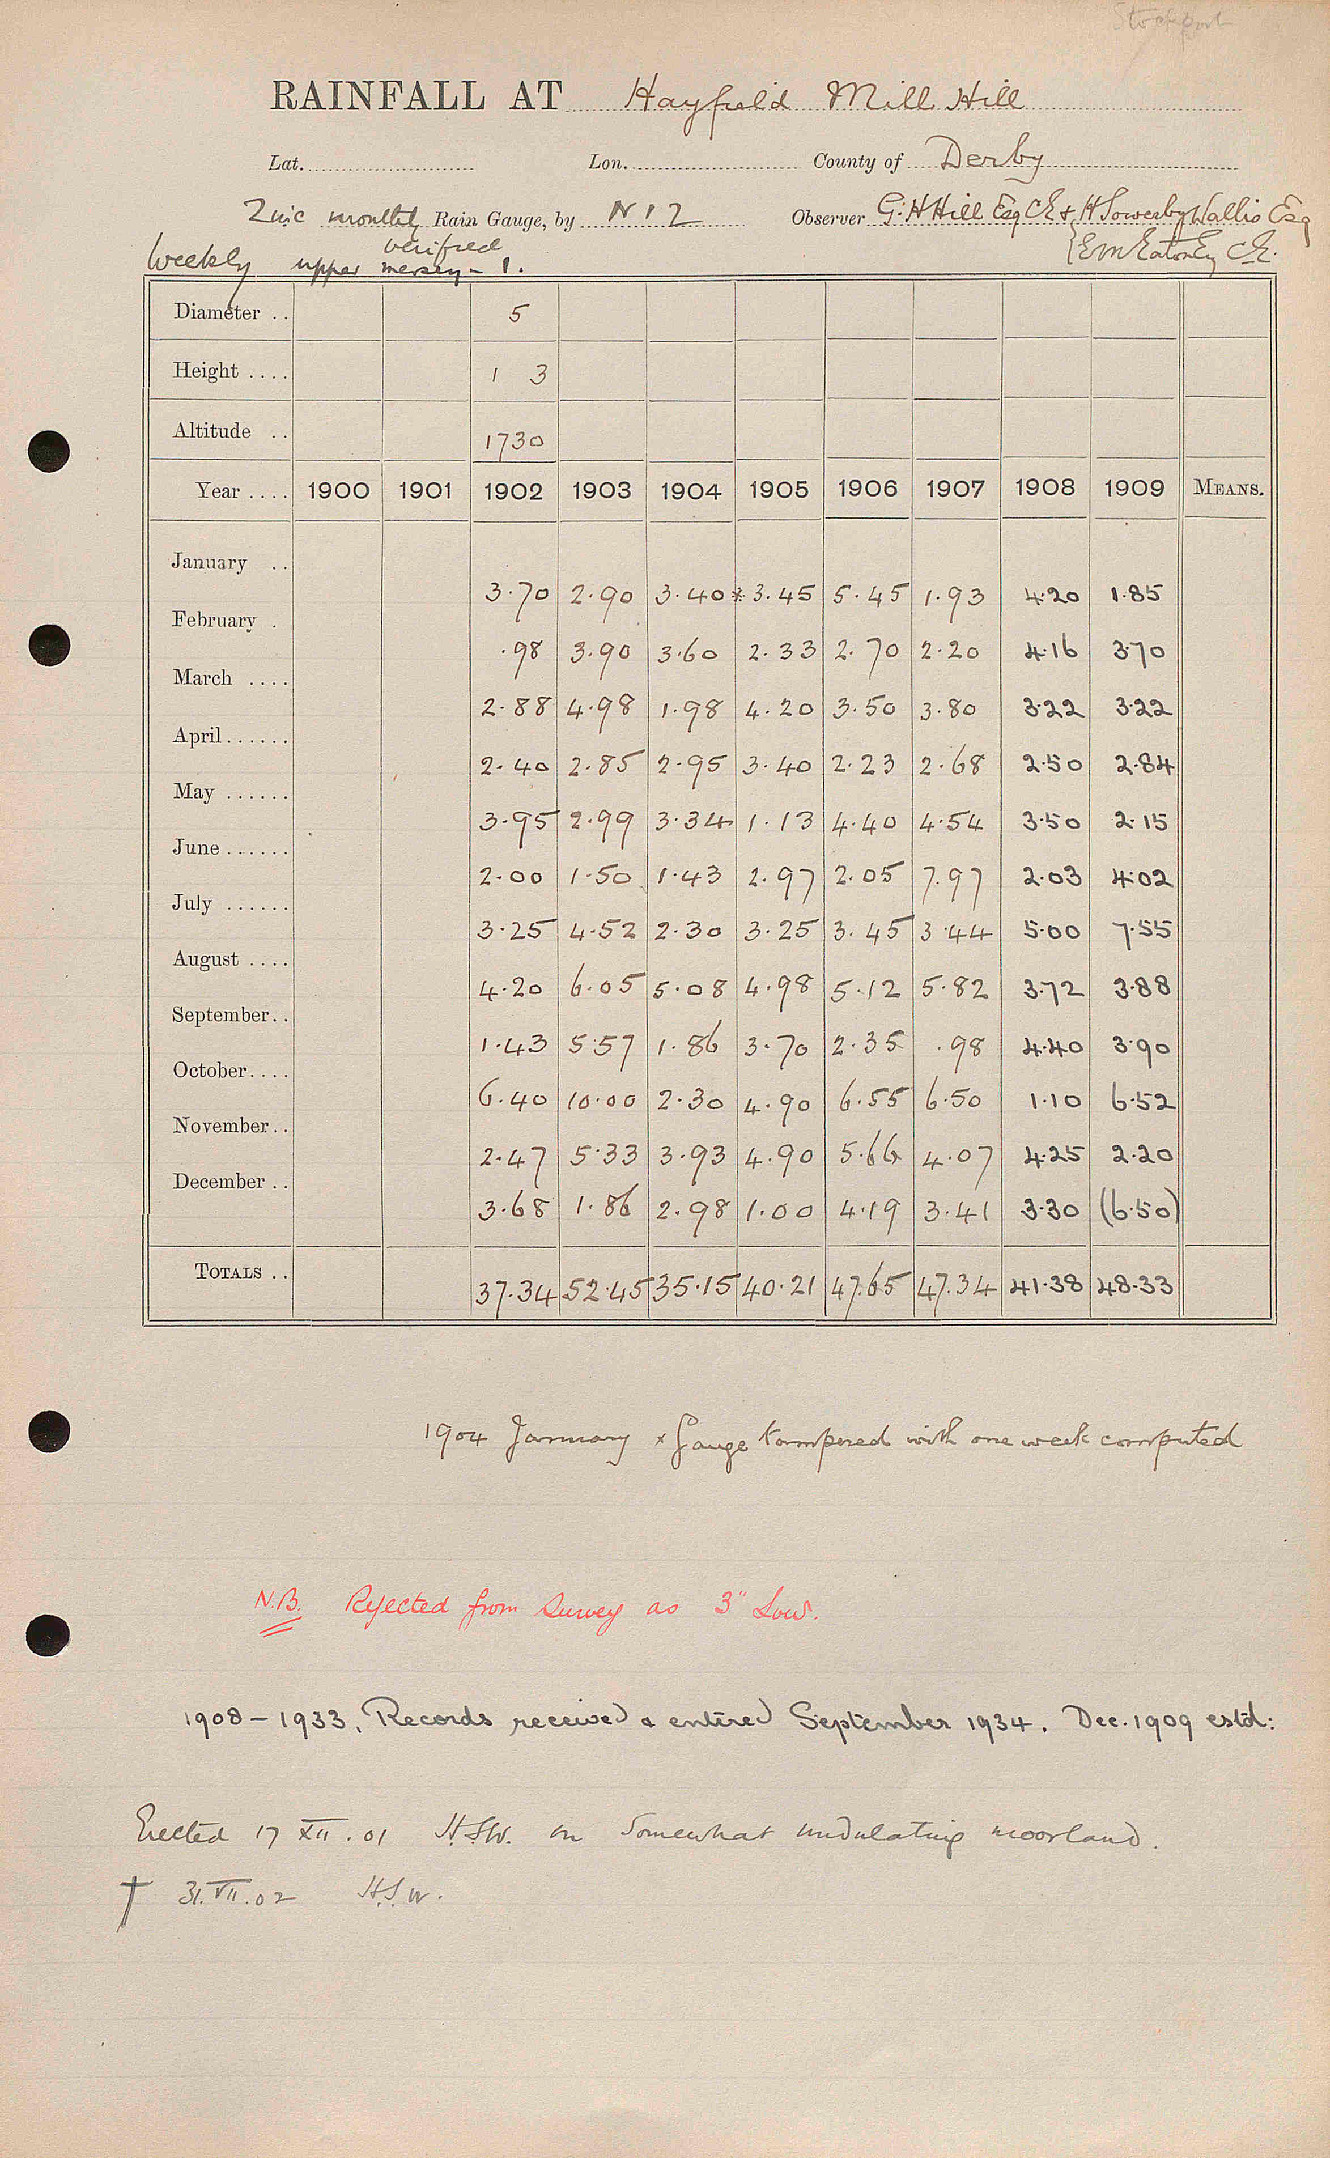 Stockport
RAINFALL AT Hayfield Mill Hill
Lat. Lon. County of Derby
Zinc monthly Rain Gauge, by N12 Observer G. H Hill Esq CE & H Sowerby Wallis Esq
verified
Weekly upper mersey - 1. {E M Eaton Esq CE.
Diameter .. 5
Height .... 1 3
Altitude .. 1730
Year .... 1900 1901 1902 1903 1904 1905 1906 1907 1908 1909 MEANS.
January .. 3.70 2.90 3.40* 3.45 5.45 1.93 4.20 1.85
February . .98 3.90 3.60 2.33 2.70 2.20 4.16 3.70
March .... 2.88 4.98 1.98 4.20 3.50 3.80 3.22 3.22
April...... 2.40 2.85 2.95 3.40 2.23 2.68 2.50 2.84
May ...... 3.95 2.99 3.34 1.13 4.40 4.54 3.50 2.15
June ...... 2.00 1.50 1.43 2.97 2.05 7.97 2.03 4.02
July ...... 3.25 4.52 2.30 3.25 3.45 3.44 5.00 7.55
August .... 4.20 6.05 5.08 4.98 5.12 5.82 3.72 3.88
September.. 1.43 5.57 1.86 3.70 2.35 .98 4.40 3.90
October.... 6.40 10.00 2.30 4.90 6.55 6.50 1.10 6.52
November.. 2.47 5.33 3.93 4.90 5.66 4.07 4.25 2.20
December .. 3.68 1.86 2.98 1.00 4.19 3.41 3.30 (6.50)
TOTALS .. 37.34 52.45 35.15 40.21 47.65 47.34 41.38 48.33
1904 January x Gauge tampered with one week computed
N.B. Rejected from Survey as 3" Low.
1908 - 1933, Records received & entired September 1934. Dec. 1909 estd:
Erected 17 XII . 01 H.S.W. on Somewhat undulating moorland.
† 31.VII.02 H.S.W.